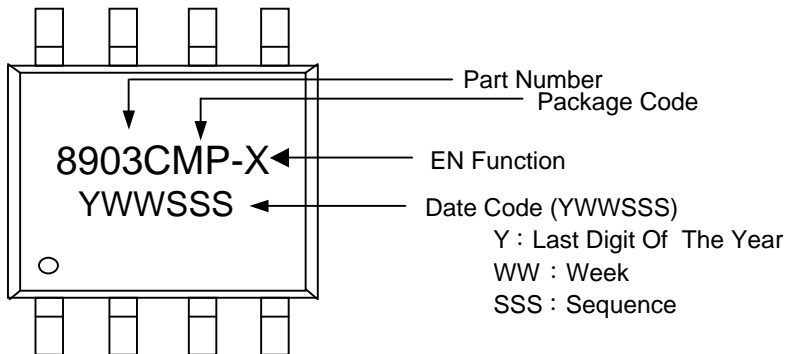 Part Number
Package Code
8903CMP-X
EN Function
YWWSSS
Date Code (YWWSSS)
Y：Last Digit Of The Year
WW：Week
SSS：Sequence